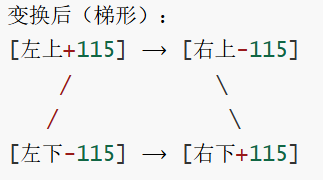 变换后（梯形）：
[左上+115] → [右上-115]
/ \
/ \
[左下-115] → [右下+115]